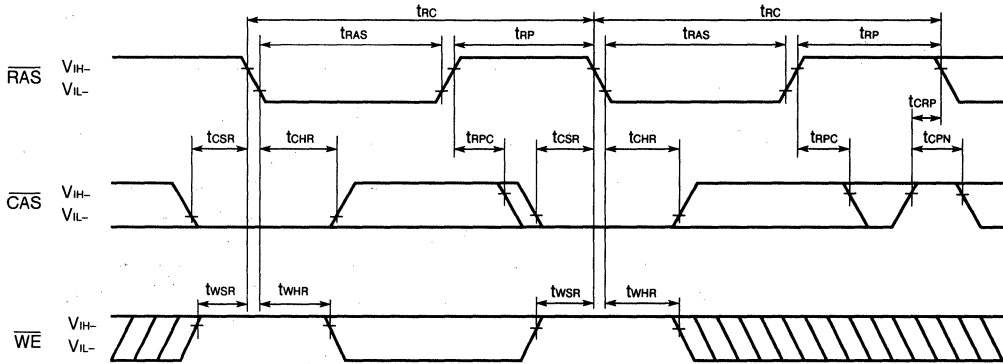 tRC tRC
tRAS tRP tRAS tRP
RAS VIH–
VIL–
tCRP
tCSR tCHR tRPC tCSR tCHR tRPC tCPN
CAS VIH–
VIL–
tWSR tWHR tWSR tWHR
WE VIH–
VIL–